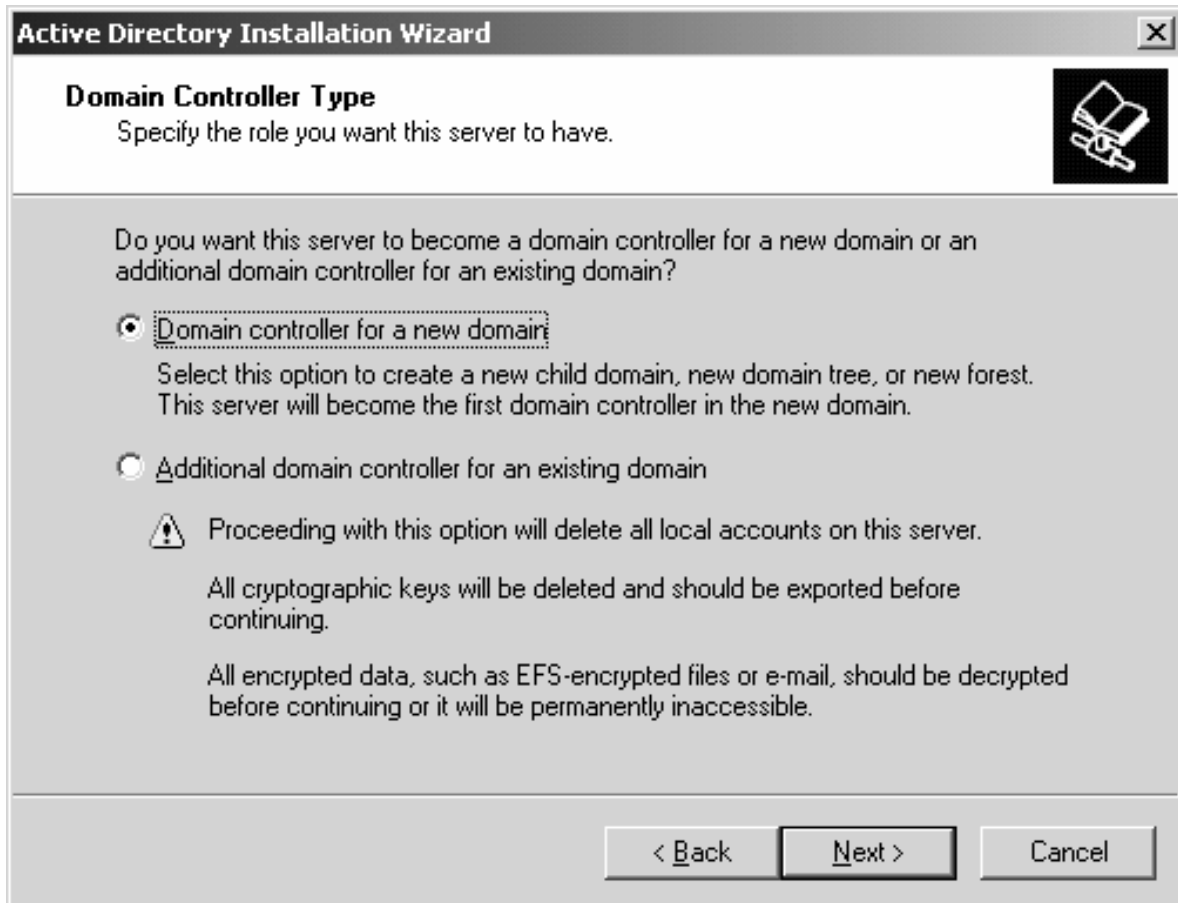 Active Directory Installation Wizard
Domain Controller Type
Specify the role you want this server to have.
Do you want this server to become a domain controller for a new domain or an
additional domain controller for an existing domain?
Domain controller for a new domain
Select this option to create a new child domain, new domain tree, or new forest.
This server will become the first domain controller in the new domain.
Additional domain controller for an existing domain
Proceeding with this option will delete all local accounts on this server.
All cryptographic keys will be deleted and should be exported before
continuing.
All encrypted data, such as EFS-encrypted files or e-mail, should be decrypted
before continuing or it will be permanently inaccessible.
< Back
Next >
Cancel